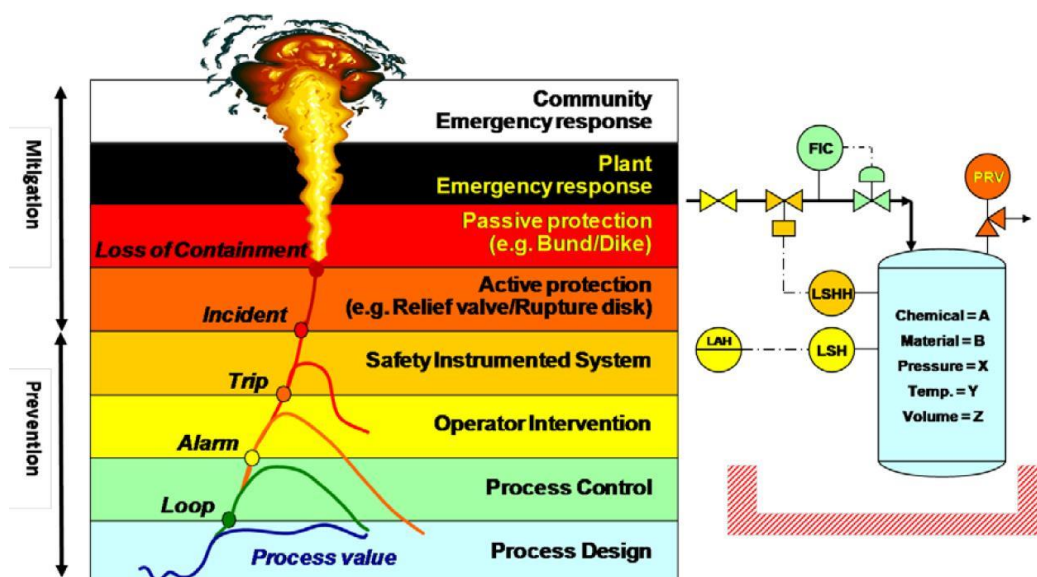 Mitigation
Prevention
Community
Emergency response
Plant
Emergency response
Passive protection
(e.g. Bund/Dike)
Loss of Containment
Active protection
(e.g. Relief valve/Rupture disk)
Incident
Safety Instrumented System
Trip
Operator Intervention
Alarm
Process Control
Loop
Process value
Process Design
FIC
PRV
LSHH
LAH
LSH
Chemical = A
Material = B
Pressure = X
Temp. = Y
Volume = Z